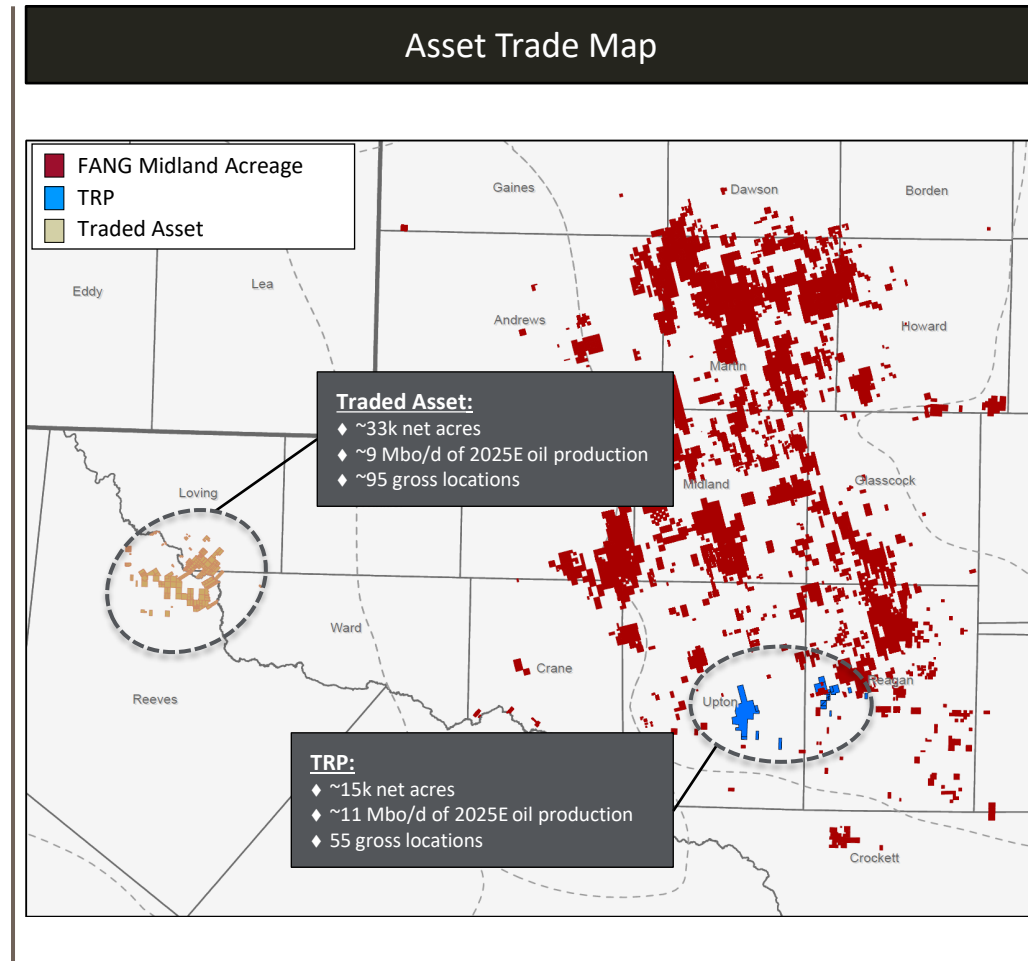 Asset Trade Map
FANG Midland Acreage
TRP
Traded Asset
Gaines
Dawson
Borden
Eddy
Lea
Andrews
Howard
Martin
Traded Asset:
♦ ~33k net acres
♦ ~9 Mbo/d of 2025E oil production
♦ ~95 gross locations
Loving
Midland
Glasscock
Ward
Crane
Reeves
Upton
Reagan
TRP:
♦ ~15k net acres
♦ ~11 Mbo/d of 2025E oil production
♦ 55 gross locations
Crockett